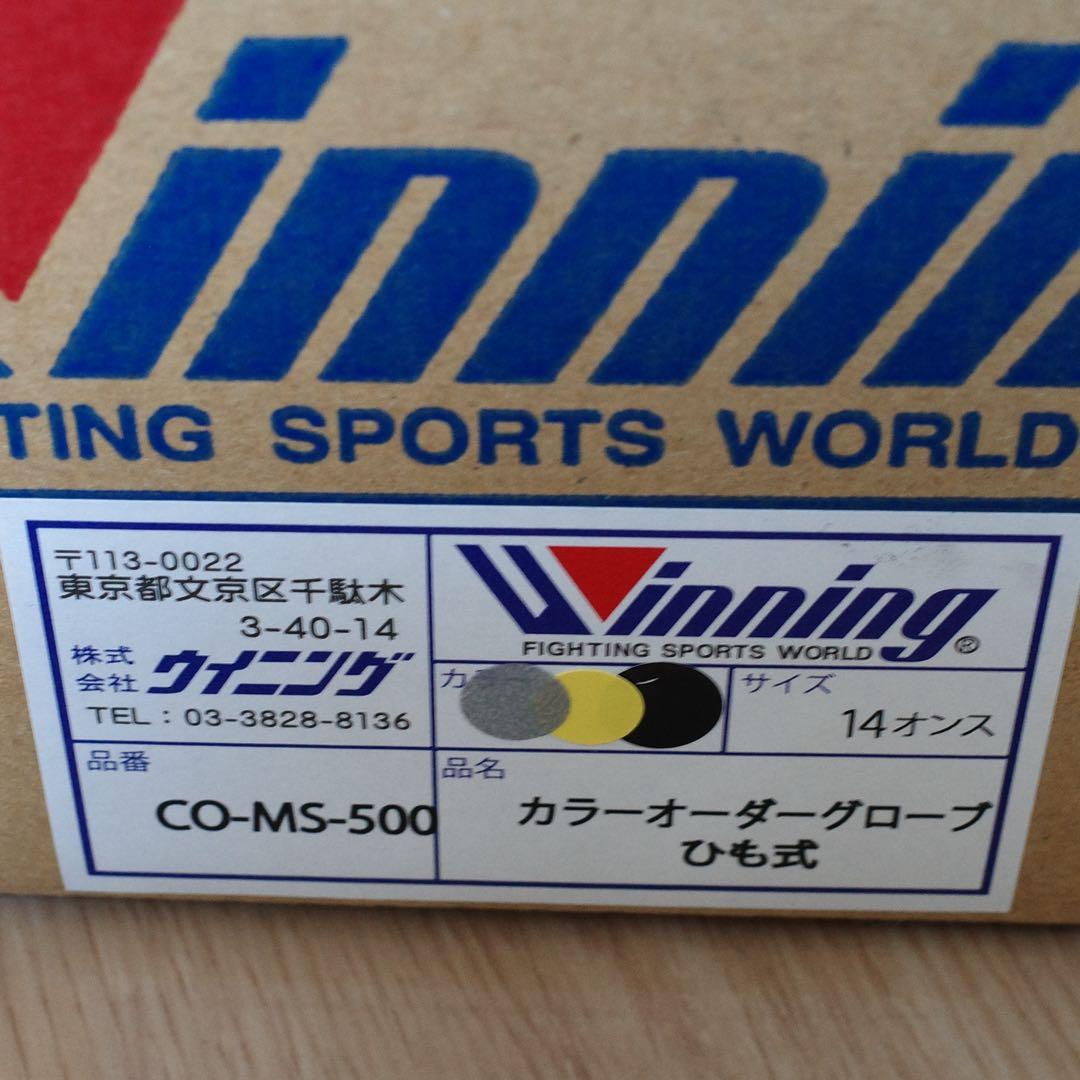 Winning
FIGHTING SPORTS WORLD
〒113-0022
東京都文京区千駄木
3-40-14
株式
会社 ウイニング
TEL : 03-3828-8136
Winning®
FIGHTING SPORTS WORLD
カ
サイズ
14オンス
品番
CO-MS-500
品名
カラーオーダーグローブ
ひも式